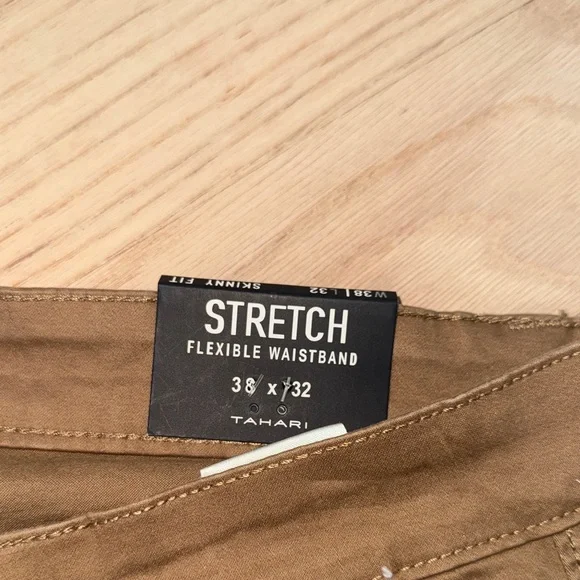 W38 | L32
SKINNY FIT
STRETCH
FLEXIBLE WAISTBAND
38 x 32
TAHARI